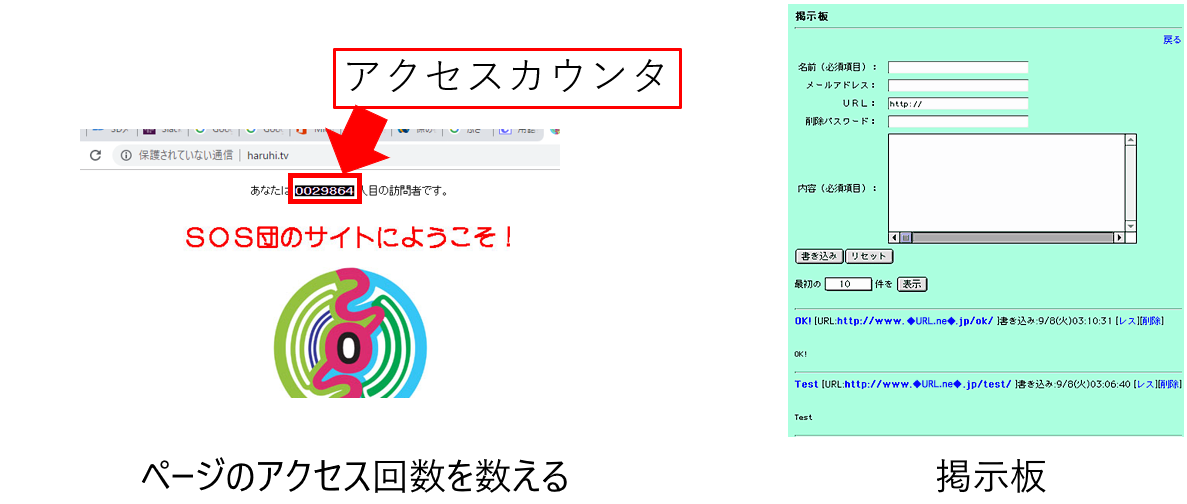 アクセスカウンタ
保護されていない通信 | haruhi.tv
あなたは 0029864 人目の訪問者です。
ＳＯＳ団のサイトにようこそ！
ページのアクセス回数を数える
掲示板
戻る
名前（必須項目）：
メールアドレス：
ＵＲＬ： http://
削除パスワード：
内容（必須項目）：
書き込み リセット
最初の 10 件を 表示
OK! [URL:http://www.◆URL.ne◆.jp/ok/ ]書き込み:9/8(火)03:10:31 [レス][削除]
OK!
Test [URL:http://www.◆URL.ne◆.jp/test/ ]書き込み:9/8(火)03:06:40 [レス][削除]
Test
掲示板